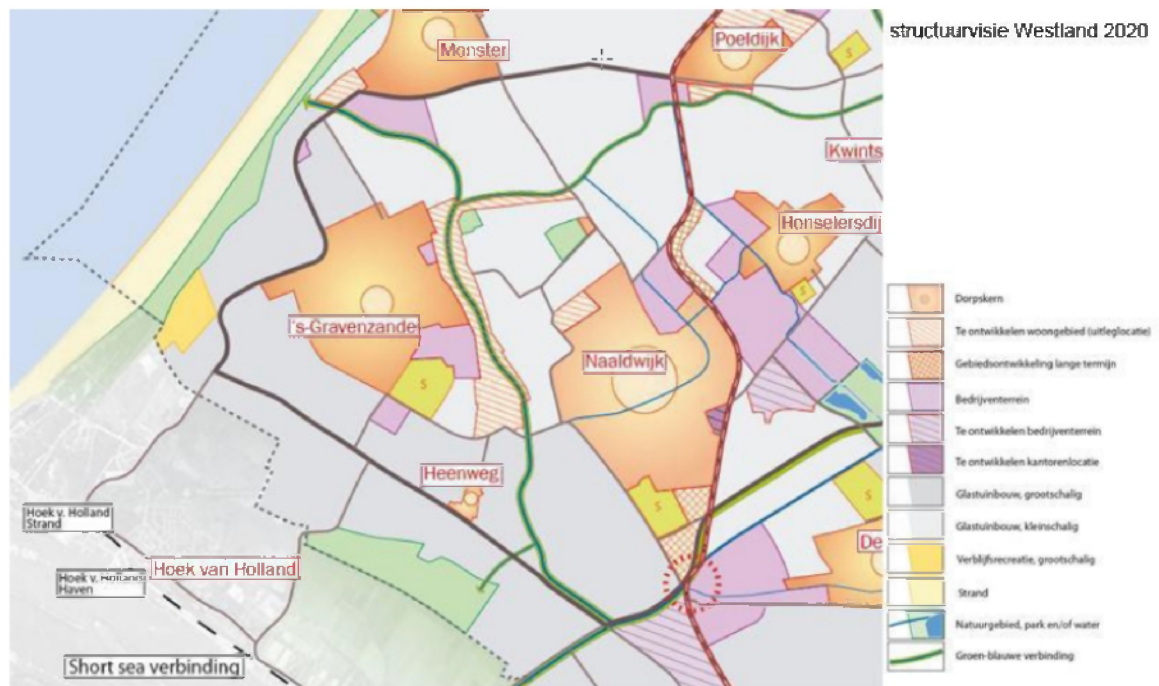 structuurvisie Westland 2020
Monster
Poeldijk
S
Kwints
Honselersdij
S
's-Gravenzande
Naaldwijk
S
Heenweg
S
S
De
Hoek v. Holland
Strand
Hoek v. Holland
Haven
Hoek van Holland
Short sea verbinding
Dorpskern
Te ontwikkelen woongebied (uitleglocatie)
Gebiedsontwikkeling lange termijn
Bedrijventerrein
Te ontwikkelen bedrijventerrein
Te ontwikkelen kantorenlocatie
Glastuinbouw, grootschalig
Glastuinbouw, kleinschalig
Verblijfsrecreatie, grootschalig
Strand
Natuurgebied, park en/of water
Groen-blauwe verbinding